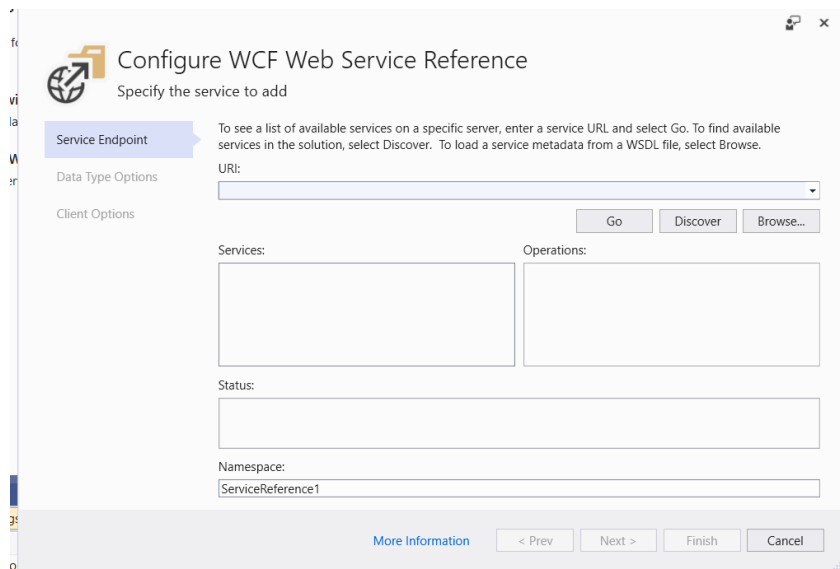 Configure WCF Web Service Reference
Specify the service to add
Service Endpoint
Data Type Options
Client Options
To see a list of available services on a specific server, enter a service URL and select Go. To find available
services in the solution, select Discover. To load a service metadata from a WSDL file, select Browse.
URI:
Go Discover Browse...
Services: Operations:
Status:
Namespace:
ServiceReference1
More Information < Prev Next > Finish Cancel